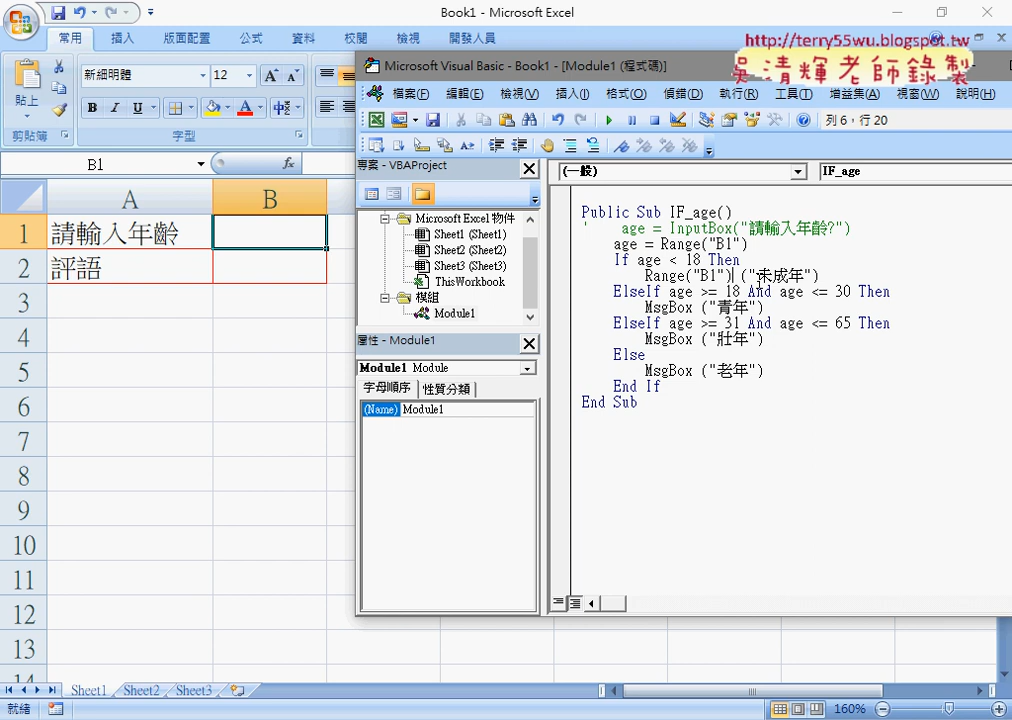 Book1 - Microsoft Excel
常用 插入 版面配置 公式 資料 校閱 檢視 開發人員
http://terry55wu.blogspot.tw
吳清輝老師錄製
貼上
剪貼簿
新細明體 12
B I U
字型
Microsoft Visual Basic - Book1 - [Module1 (程式碼)]
檔案(F) 編輯(E) 檢視(V) 插入(I) 格式(O) 偵錯(D) 執行(R) 工具(T) 增益集(A) 視窗(W) 說明(H)
列 6，行 20
B1 fx
專案 - VBAProject
Microsoft Excel 物件
Sheet1 (Sheet1)
Sheet2 (Sheet2)
Sheet3 (Sheet3)
ThisWorkbook
模組
Module1
屬性 - Module1
Module1 Module
字母順序 性質分類
(Name) Module1
(一般) IF_age
Public Sub IF_age()
' age = InputBox("請輸入年齡?")
age = Range("B1")
If age < 18 Then
Range("B1") ("未成年")
ElseIf age >= 18 And age <= 30 Then
MsgBox ("青年")
ElseIf age >= 31 And age <= 65 Then
MsgBox ("壯年")
Else
MsgBox ("老年")
End If
End Sub
A B
1 請輸入年齡
2 評語
3
4
5
6
7
8
9
10
11
12
13
14
Sheet1 Sheet2 Sheet3
就緒 160%